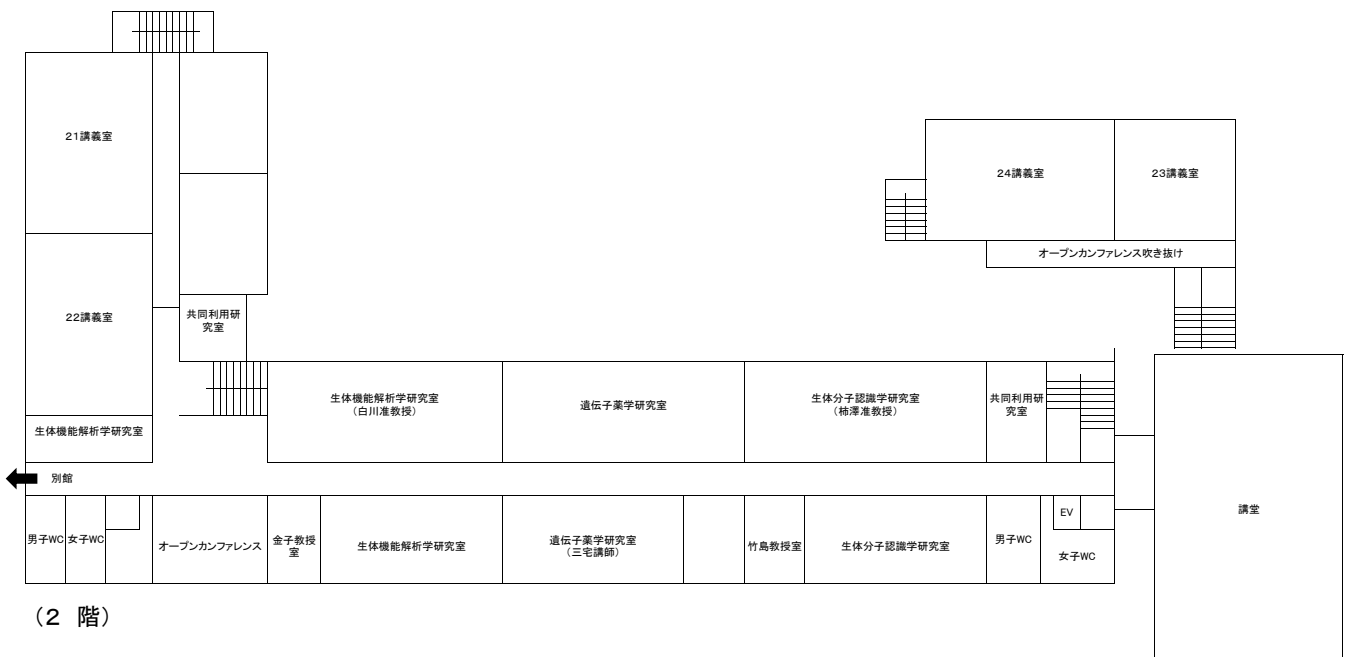 21講義室
24講義室
23講義室
オープンカンファレンス吹き抜け
22講義室
共同利用研
究室
生体機能解析学研究室
(白川准教授)
遺伝子薬学研究室
生体分子認識学研究室
(柿澤准教授)
共同利用研
究室
生体機能解析学研究室
別館
講堂
男子WC
女子WC
オープンカンファレンス
金子教授
室
生体機能解析学研究室
遺伝子薬学研究室
(三宅講師)
竹島教授室
生体分子認識学研究室
男子WC
EV
女子WC
(2 階)